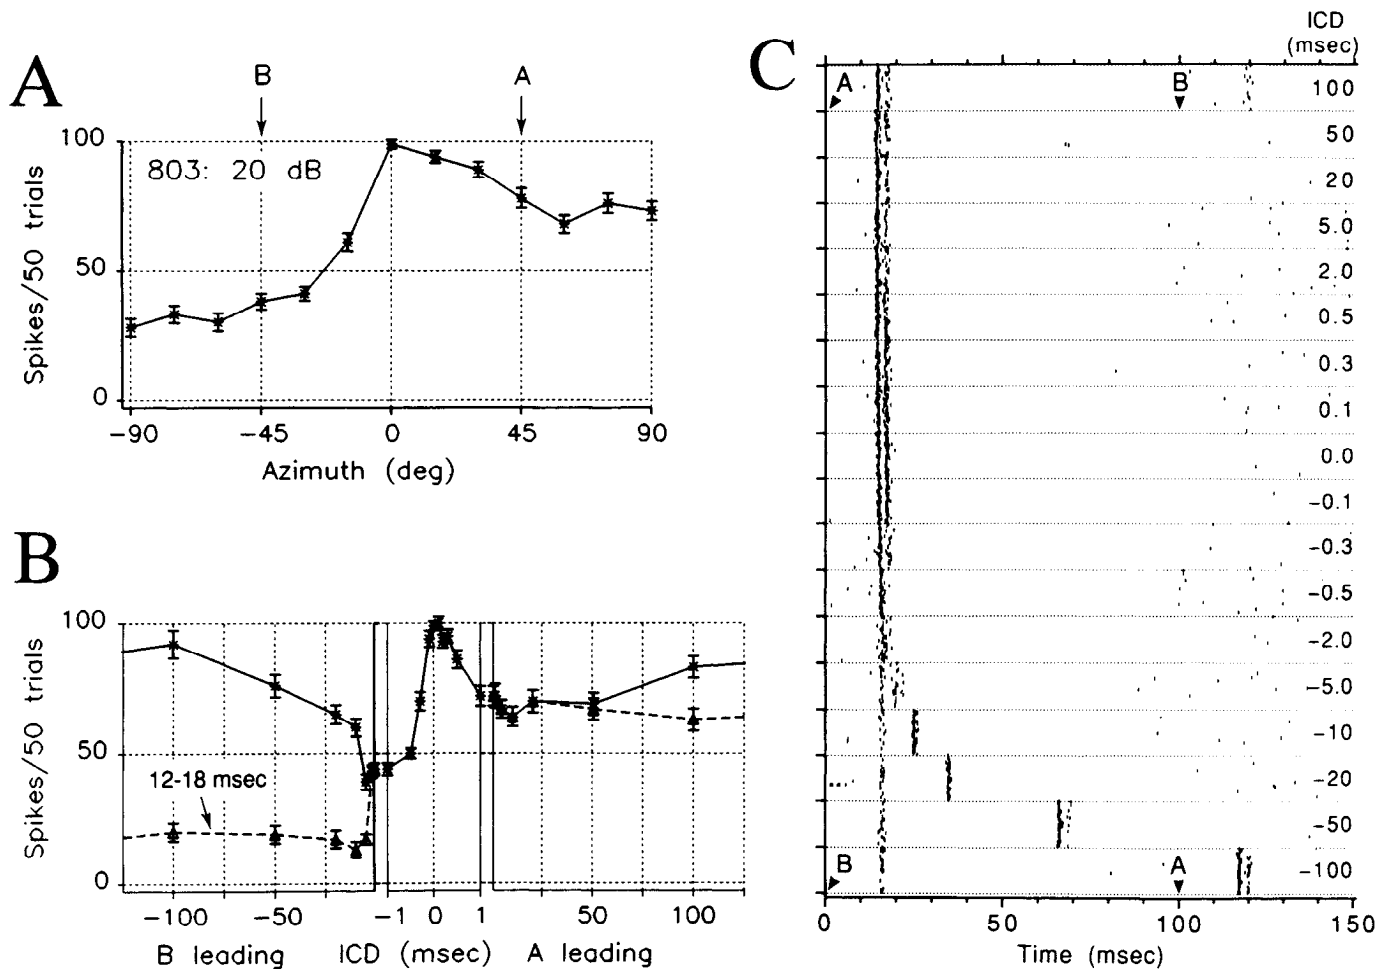 A
B A
100
50
0
Spikes/50 trials
803: 20 dB
-90 -45 0 45 90
Azimuth (deg)
B
100
50
0
Spikes/50 trials
12-18 msec
-100 -50 -1 0 1 50 100
B leading ICD (msec) A leading
C
ICD
(msec)
A B
100
50
20
5.0
2.0
0.5
0.3
0.1
0.0
-0.1
-0.3
-0.5
-2.0
-5.0
-10
-20
-50
-100
B A
0 50 100 150
Time (msec)